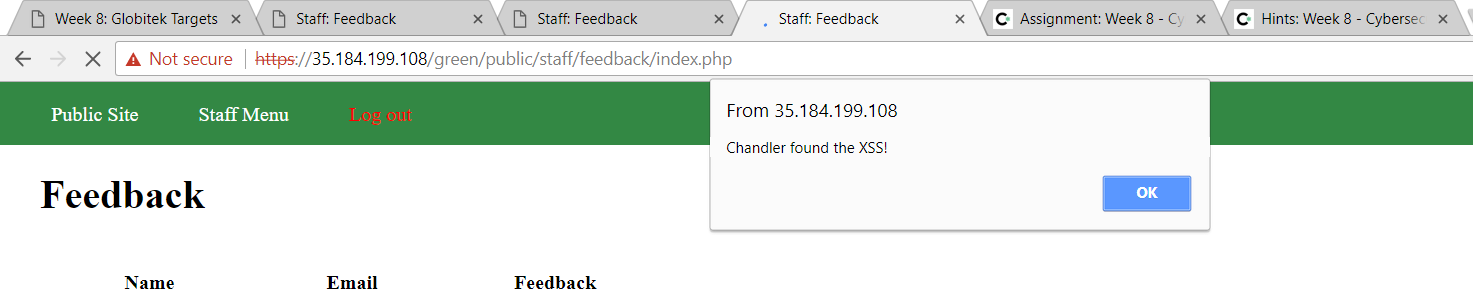 Week 8: Globitek Targets
Staff: Feedback
Staff: Feedback
Staff: Feedback
Assignment: Week 8 - Cy
Hints: Week 8 - Cybersec
Not secure
https://35.184.199.108/green/public/staff/feedback/index.php
Public Site
Staff Menu
Log out
From 35.184.199.108
Chandler found the XSS!
OK
Feedback
Name Email Feedback